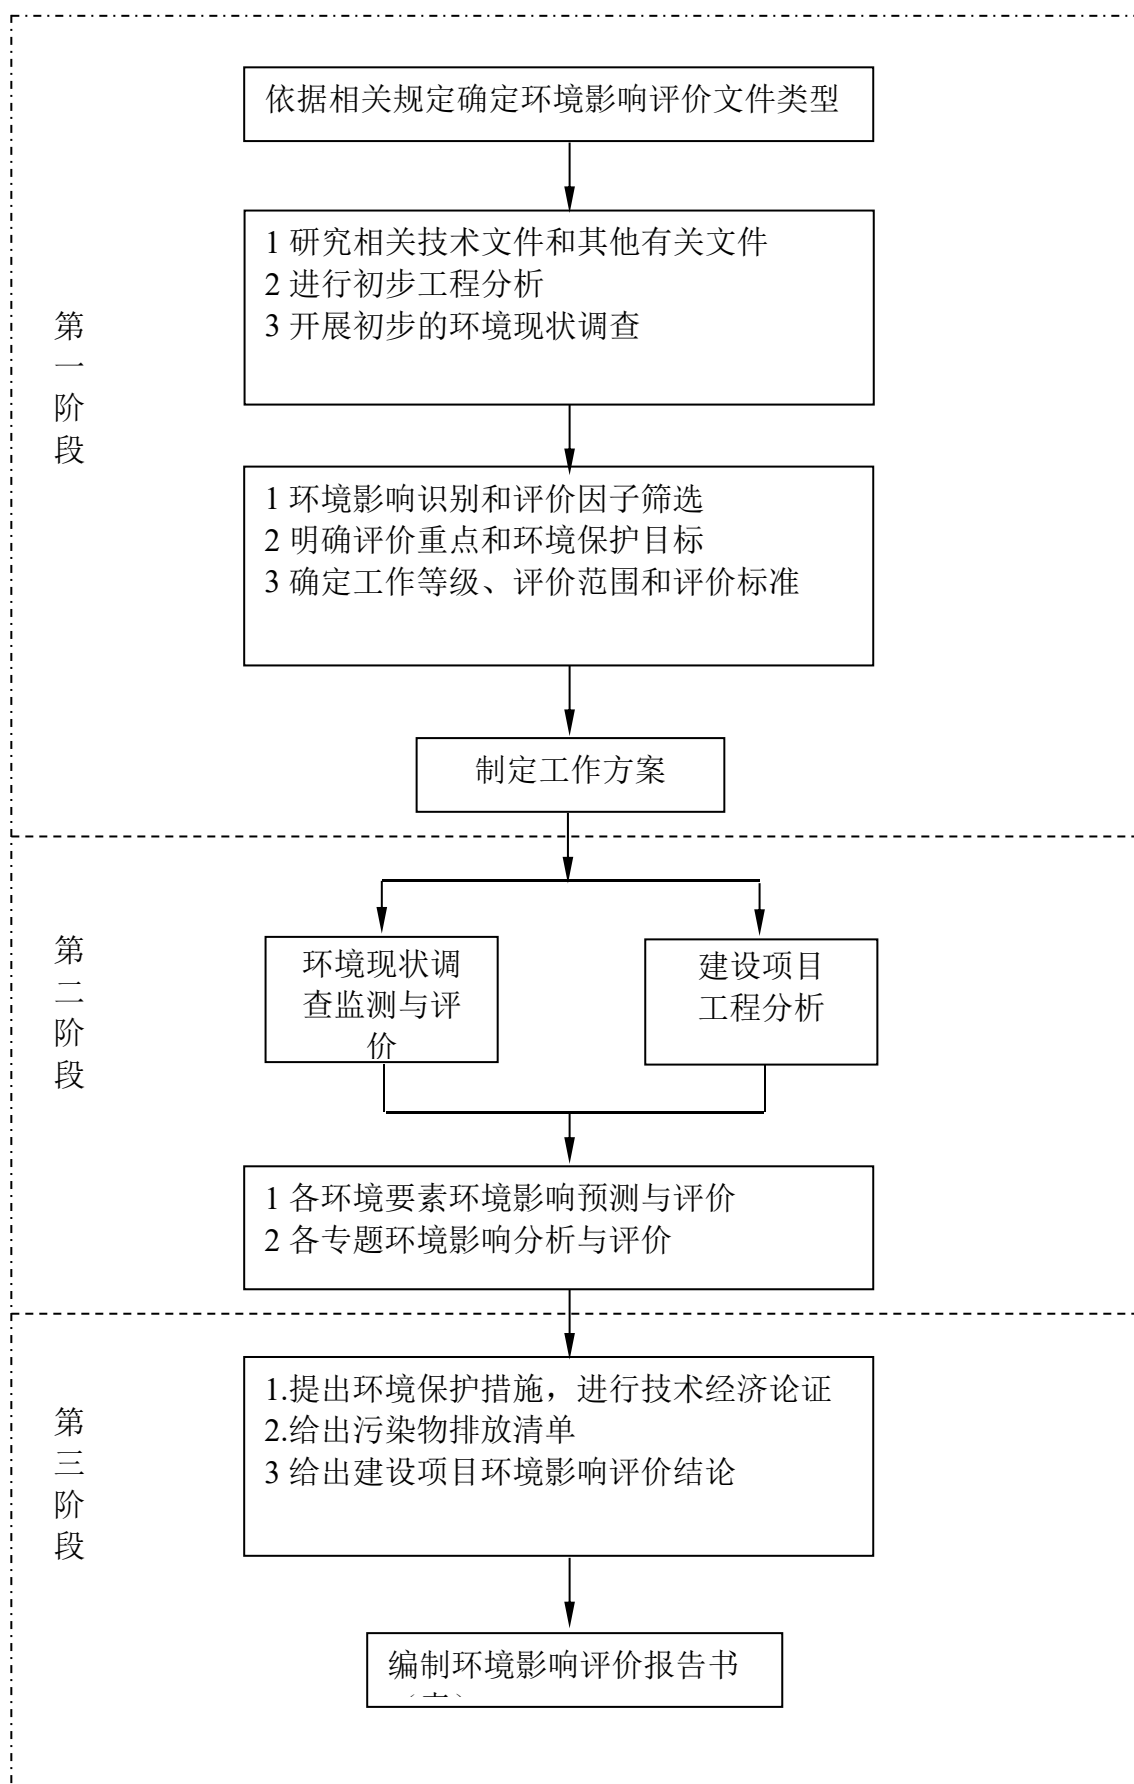 依据相关规定确定环境影响评价文件类型
1 研究相关技术文件和其他有关文件
2 进行初步工程分析
3 开展初步的环境现状调查
第一阶段
1 环境影响识别和评价因子筛选
2 明确评价重点和环境保护目标
3 确定工作等级、评价范围和评价标准
制定工作方案
第二阶段
环境现状调
查监测与评
价
建设项目
工程分析
1 各环境要素环境影响预测与评价
2 各专题环境影响分析与评价
第三阶段
1.提出环境保护措施，进行技术经济论证
2.给出污染物排放清单
3 给出建设项目环境影响评价结论
编制环境影响评价报告书